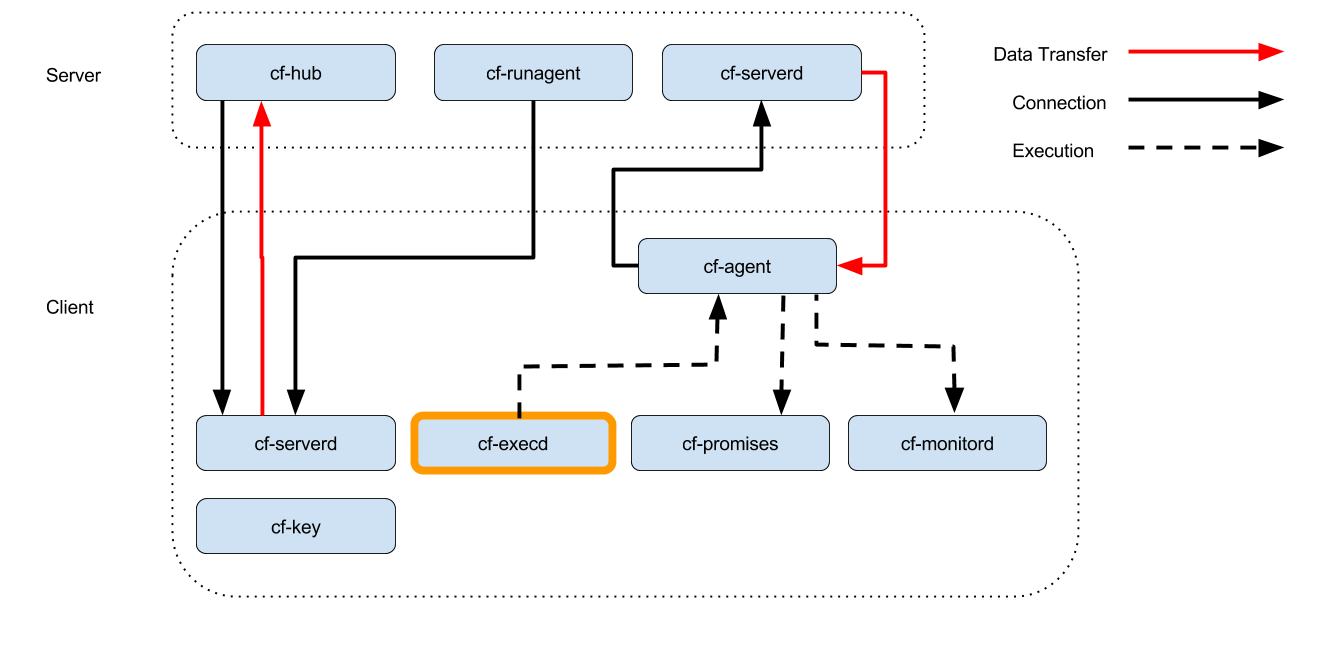 Server
cf-hub
cf-runagent
cf-serverd
Data Transfer
Connection
Execution
Client
cf-agent
cf-serverd
cf-execd
cf-promises
cf-monitord
cf-key